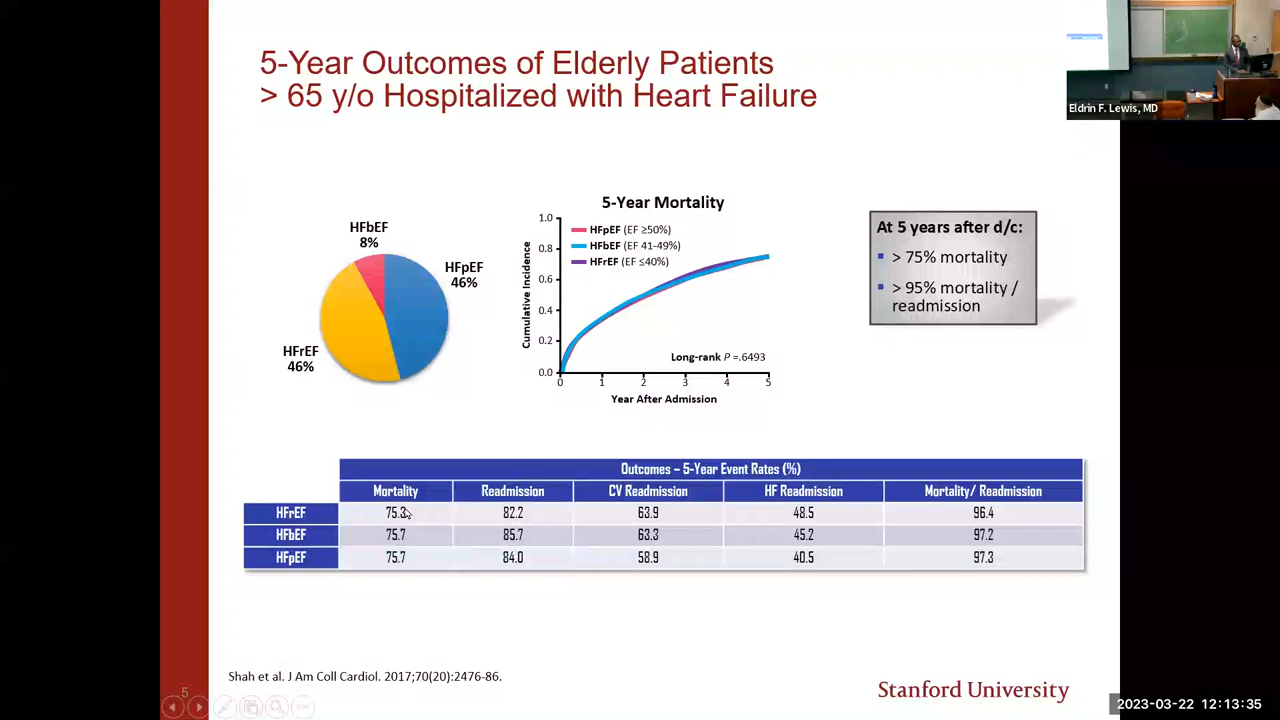 5-Year Outcomes of Elderly Patients
> 65 y/o Hospitalized with Heart Failure
Eldrin F. Lewis, MD
HFbEF
8%
HFpEF
46%
HFrEF
46%
5-Year Mortality
1.0
0.8
0.6
0.4
0.2
0.0
Cumulative Incidence
HFpEF (EF ≥50%)
HFbEF (EF 41-49%)
HFrEF (EF ≤40%)
Long-rank P =.6493
0 1 2 3 4 5
Year After Admission
At 5 years after d/c:
> 75% mortality
> 95% mortality /
readmission
Outcomes – 5-Year Event Rates (%)
Mortality Readmission CV Readmission HF Readmission Mortality/ Readmission
HFrEF 75.3 82.2 63.9 48.5 96.4
HFbEF 75.7 85.7 63.3 45.2 97.2
HFpEF 75.7 84.0 58.9 40.5 97.3
Shah et al. J Am Coll Cardiol. 2017;70(20):2476-86.
Stanford University
5
2023-03-22 12:13:35